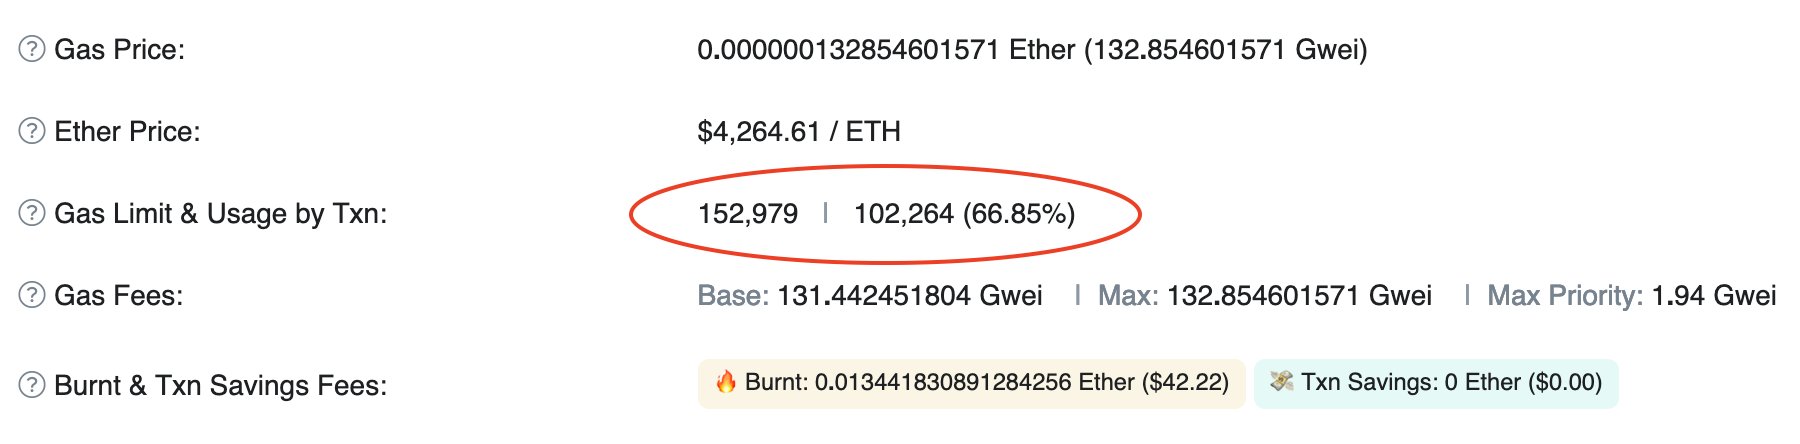 Gas Price: 0.000000132854601571 Ether (132.854601571 Gwei)
Ether Price: $4,264.61 / ETH
Gas Limit & Usage by Txn: 152,979 | 102,264 (66.85%)
Gas Fees: Base: 131.442451804 Gwei | Max: 132.854601571 Gwei | Max Priority: 1.94 Gwei
Burnt & Txn Savings Fees: 🔥 Burnt: 0.013441830891284256 Ether ($42.22) 💸 Txn Savings: 0 Ether ($0.00)